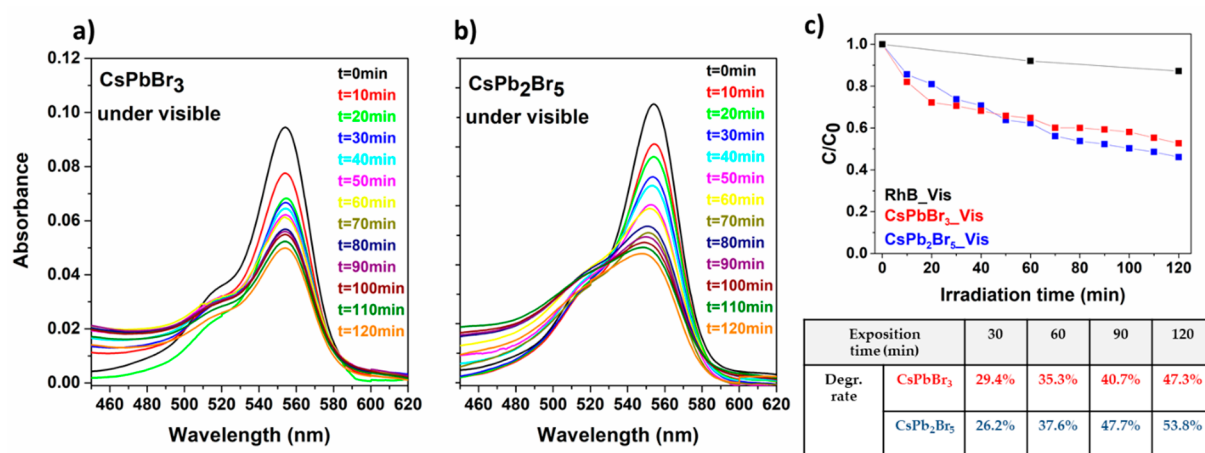 a)
CsPbBr3
under visible
t=0min
t=10min
t=20min
t=30min
t=40min
t=50min
t=60min
t=70min
t=80min
t=90min
t=100min
t=110min
t=120min
0.12
0.10
0.08
0.06
0.04
0.02
0.00
Absorbance
460 480 500 520 540 560 580 600 620
Wavelength (nm)
b)
CsPb2Br5
under visible
t=0min
t=10min
t=20min
t=30min
t=40min
t=50min
t=60min
t=70min
t=80min
t=90min
t=100min
t=110min
t=120min
460 480 500 520 540 560 580 600 620
Wavelength (nm)
c)
1.0
0.8
0.6
0.4
0.2
0.0
C/C0
RhB_Vis
CsPbBr3_Vis
CsPb2Br5_Vis
0 20 40 60 80 100 120
Irradiation time (min)
Exposition time (min) 30 60 90 120
Degr. rate
CsPbBr3 29.4% 35.3% 40.7% 47.3%
CsPb2Br5 26.2% 37.6% 47.7% 53.8%